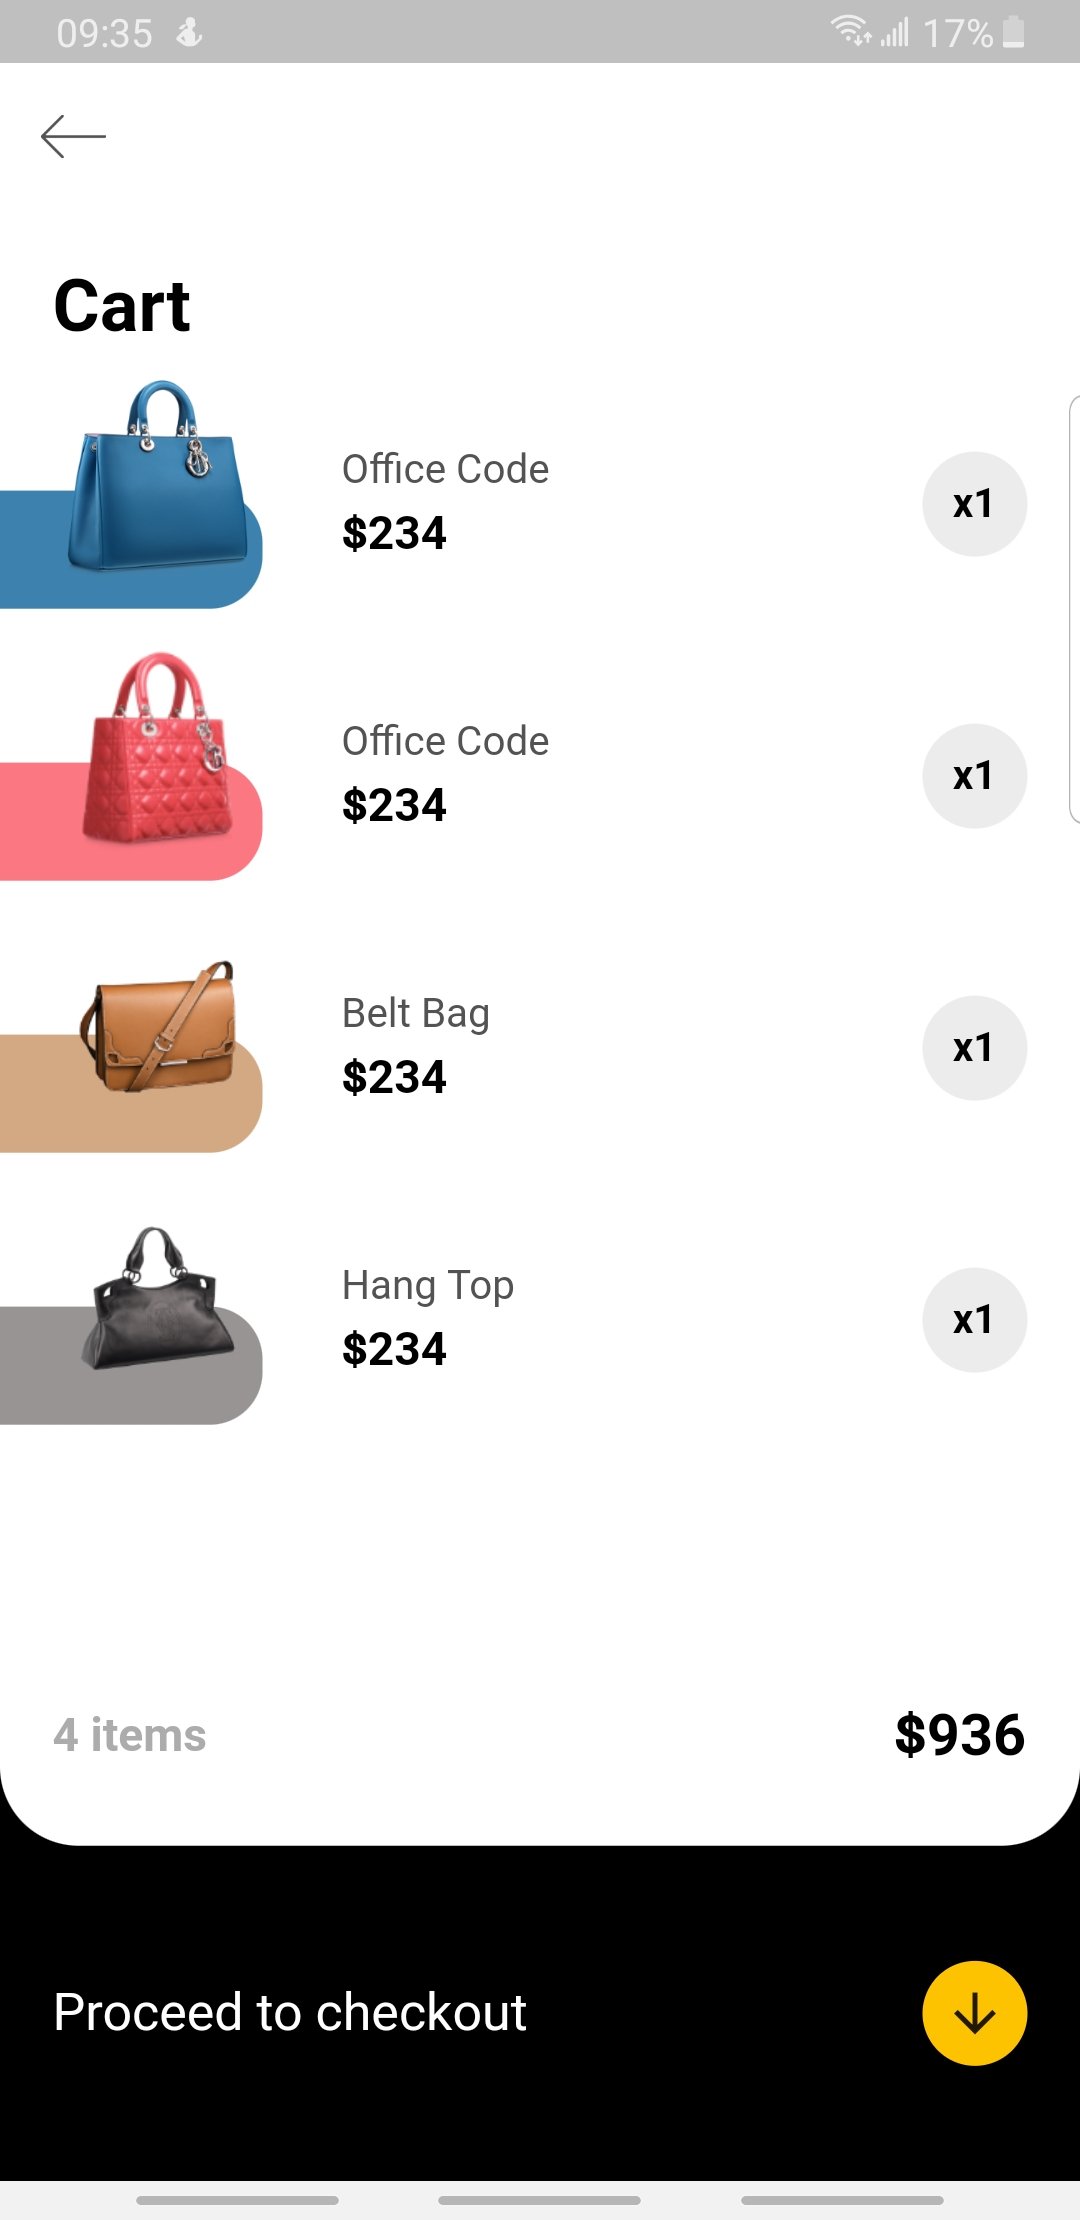 09:35
17%
Cart
Office Code
$234
x1
Office Code
$234
x1
Belt Bag
$234
x1
Hang Top
$234
x1
4 items
$936
Proceed to checkout